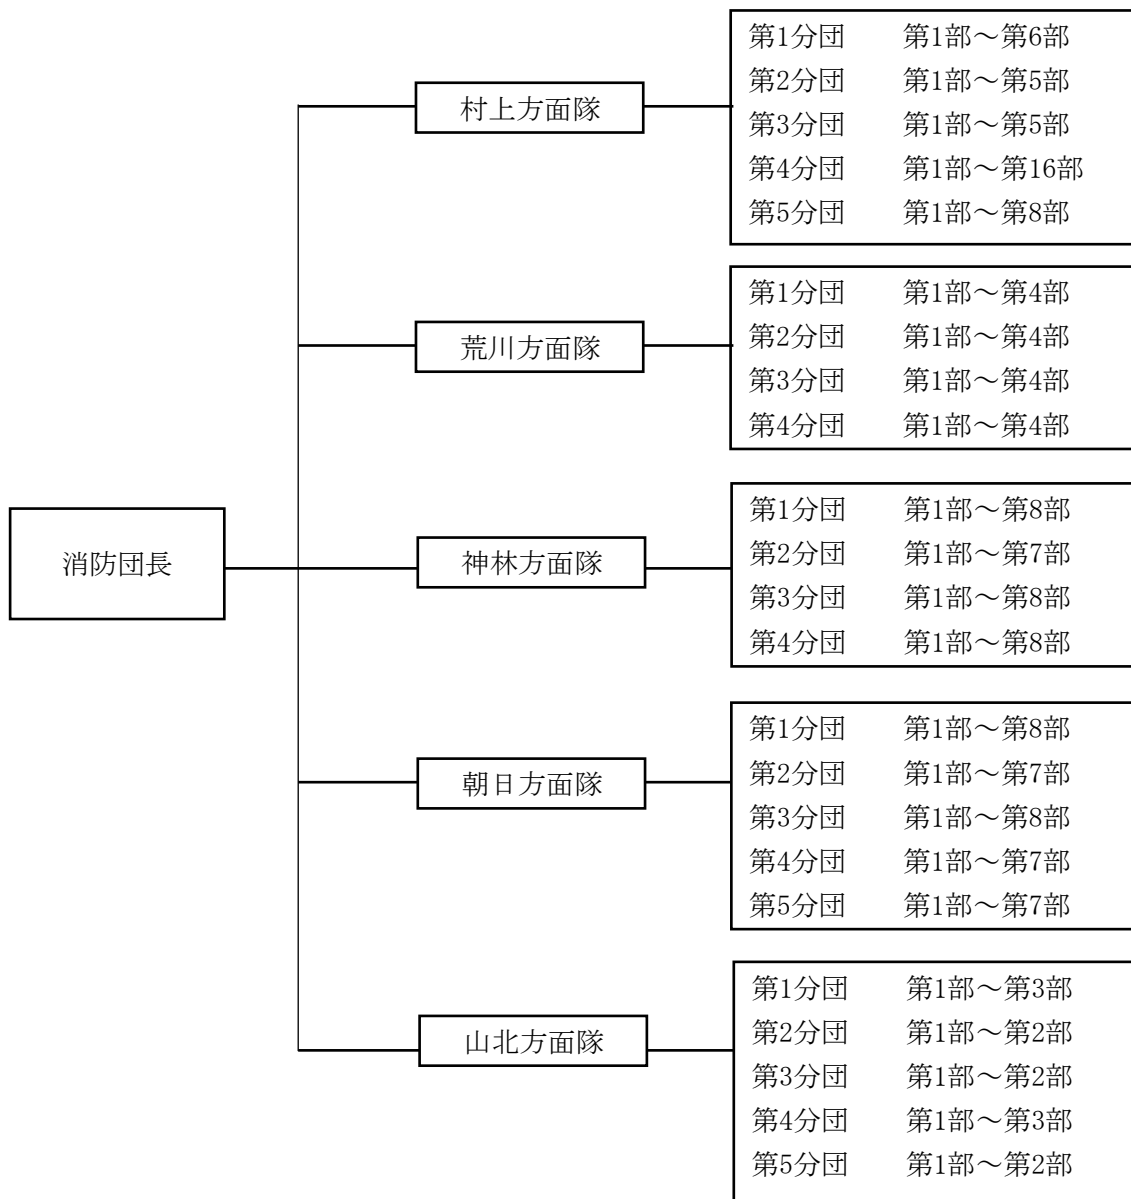 消防団長
村上方面隊
第1分団 第1部～第6部
第2分団 第1部～第5部
第3分団 第1部～第5部
第4分団 第1部～第16部
第5分団 第1部～第8部
荒川方面隊
第1分団 第1部～第4部
第2分団 第1部～第4部
第3分団 第1部～第4部
第4分団 第1部～第4部
神林方面隊
第1分団 第1部～第8部
第2分団 第1部～第7部
第3分団 第1部～第8部
第4分団 第1部～第8部
朝日方面隊
第1分団 第1部～第8部
第2分団 第1部～第7部
第3分団 第1部～第8部
第4分団 第1部～第7部
第5分団 第1部～第7部
山北方面隊
第1分団 第1部～第3部
第2分団 第1部～第2部
第3分団 第1部～第2部
第4分団 第1部～第3部
第5分団 第1部～第2部